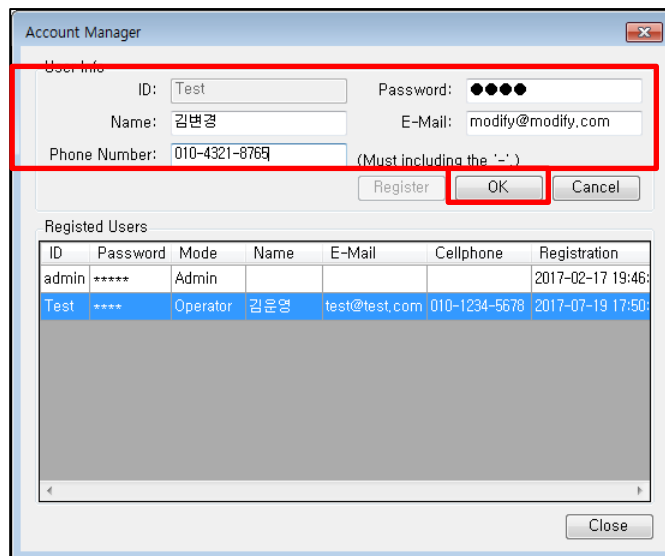 Account Manager
User Info
ID: Test Password: ●●●●
Name: 김변경 E-Mail: modify@modify.com
Phone Number: 010-4321-8765 (Must including the '-'.)
Register OK Cancel
Registed Users
ID Password Mode Name E-Mail Cellphone Registration
admin ***** Admin 2017-02-17 19:46:
Test **** Operator 김운영 test@test.com 010-1234-5678 2017-07-19 17:50:
Close